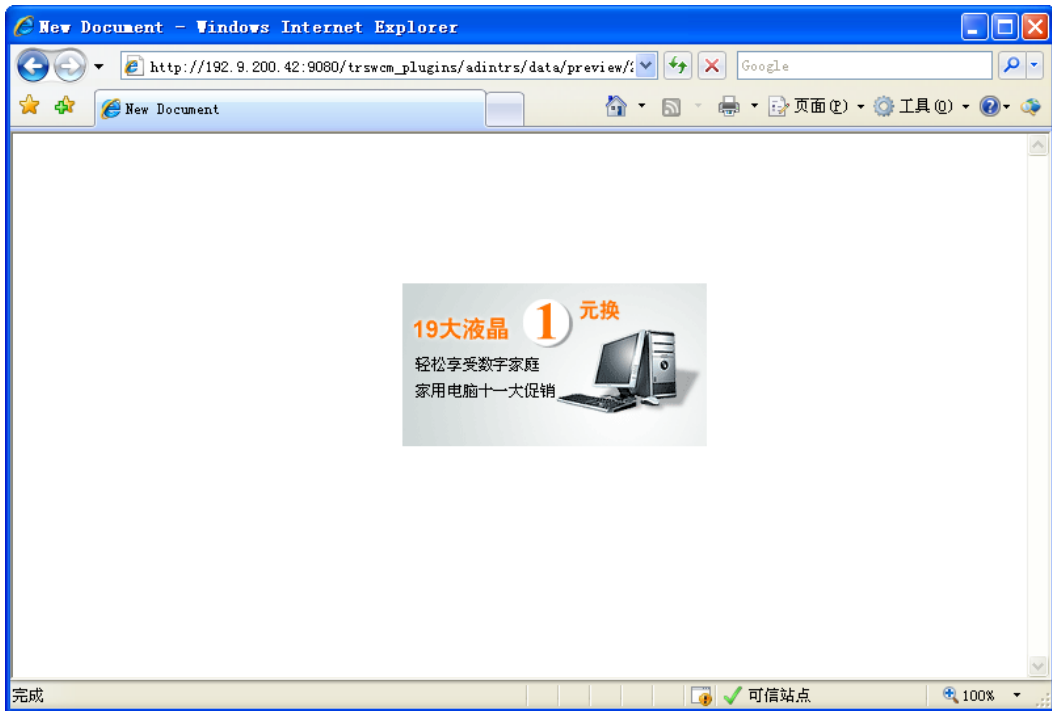 New Document - Windows Internet Explorer
http://192.9.200.42:9080/trswcm_plugins/adintrs/data/preview/
Google
New Document
页面(P)
工具(O)
19大液晶 1 元换
轻松享受数字家庭
家用电脑十一大促销
完成
可信站点
100%